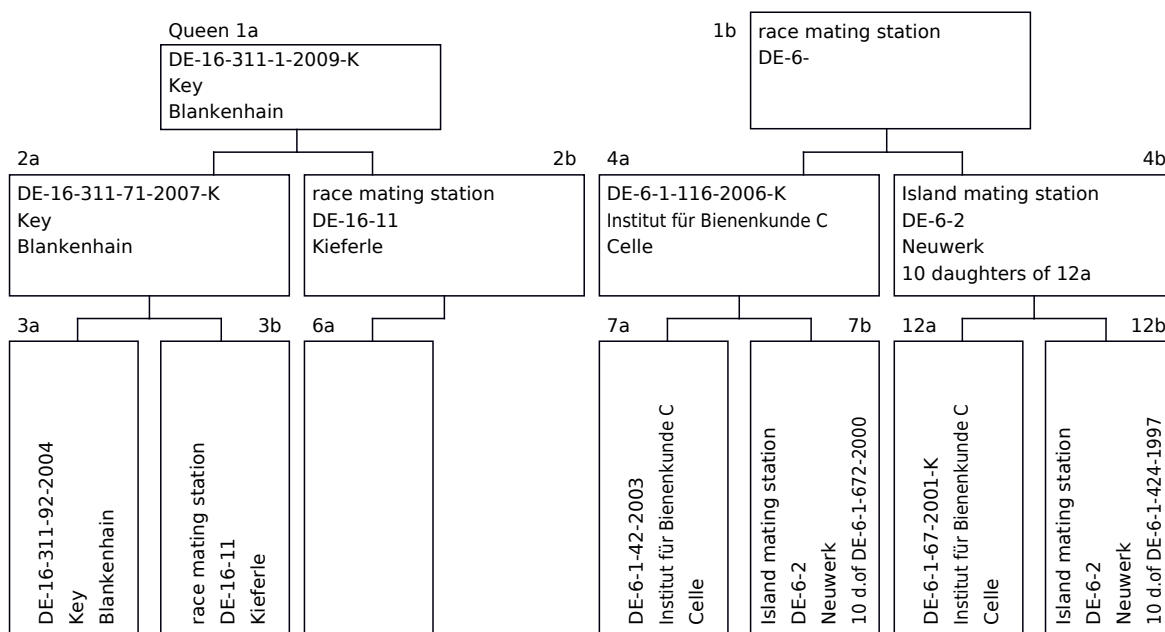 Queen 1a
DE-16-311-1-2009-K
Key
Blankenhain
1b
race mating station
DE-6-
2a
DE-16-311-71-2007-K
Key
Blankenhain
2b
race mating station
DE-16-11
Kieferle
4a
DE-6-1-116-2006-K
Institut für Bienenkunde C
Celle
4b
Island mating station
DE-6-2
Neuwerk
10 daughters of 12a
3a
DE-16-311-92-2004
Key
Blankenhain
3b
race mating station
DE-16-11
Kieferle
6a
7a
DE-6-1-42-2003
Institut für Bienenkunde C
Celle
7b
Island mating station
DE-6-2
Neuwerk
10 d.of DE-6-1-672-2000
12a
DE-6-1-67-2001-K
Institut für Bienenkunde C
Celle
12b
Island mating station
DE-6-2
Neuwerk
10 d.of DE-6-1-424-1997